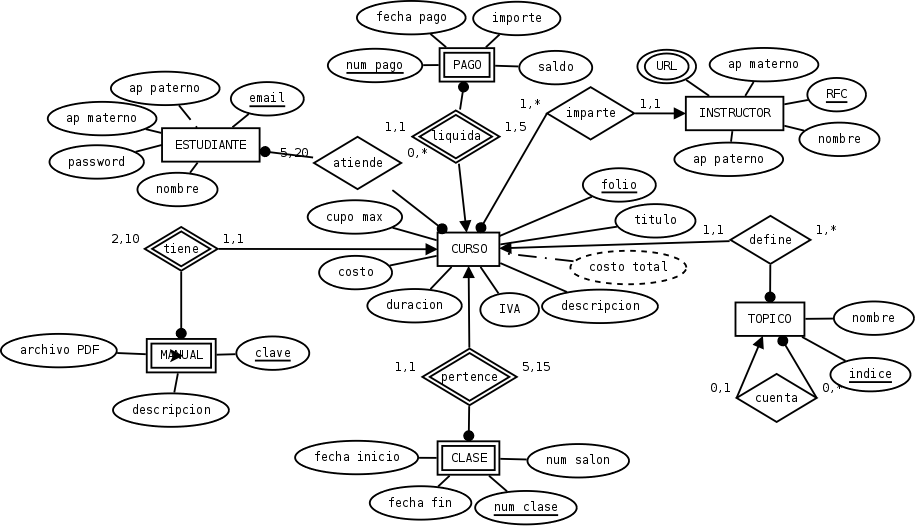 fecha pago
importe
num pago
PAGO
saldo
URL
ap materno
ap paterno
email
RFC
ap materno
1,*
imparte
1,1
INSTRUCTOR
1,1
liquida
1,5
nombre
ESTUDIANTE
password
5,20
atiende
0,*
ap paterno
nombre
folio
cupo max
titulo
2,10
tiene
1,1
CURSO
1,1
define
1,*
costo
costo total
duracion
IVA
descripcion
TOPICO
nombre
archivo PDF
MANUAL
clave
1,1
pertence
5,15
indice
0,1
cuenta
0,*
descripcion
fecha inicio
CLASE
num salon
fecha fin
num clase